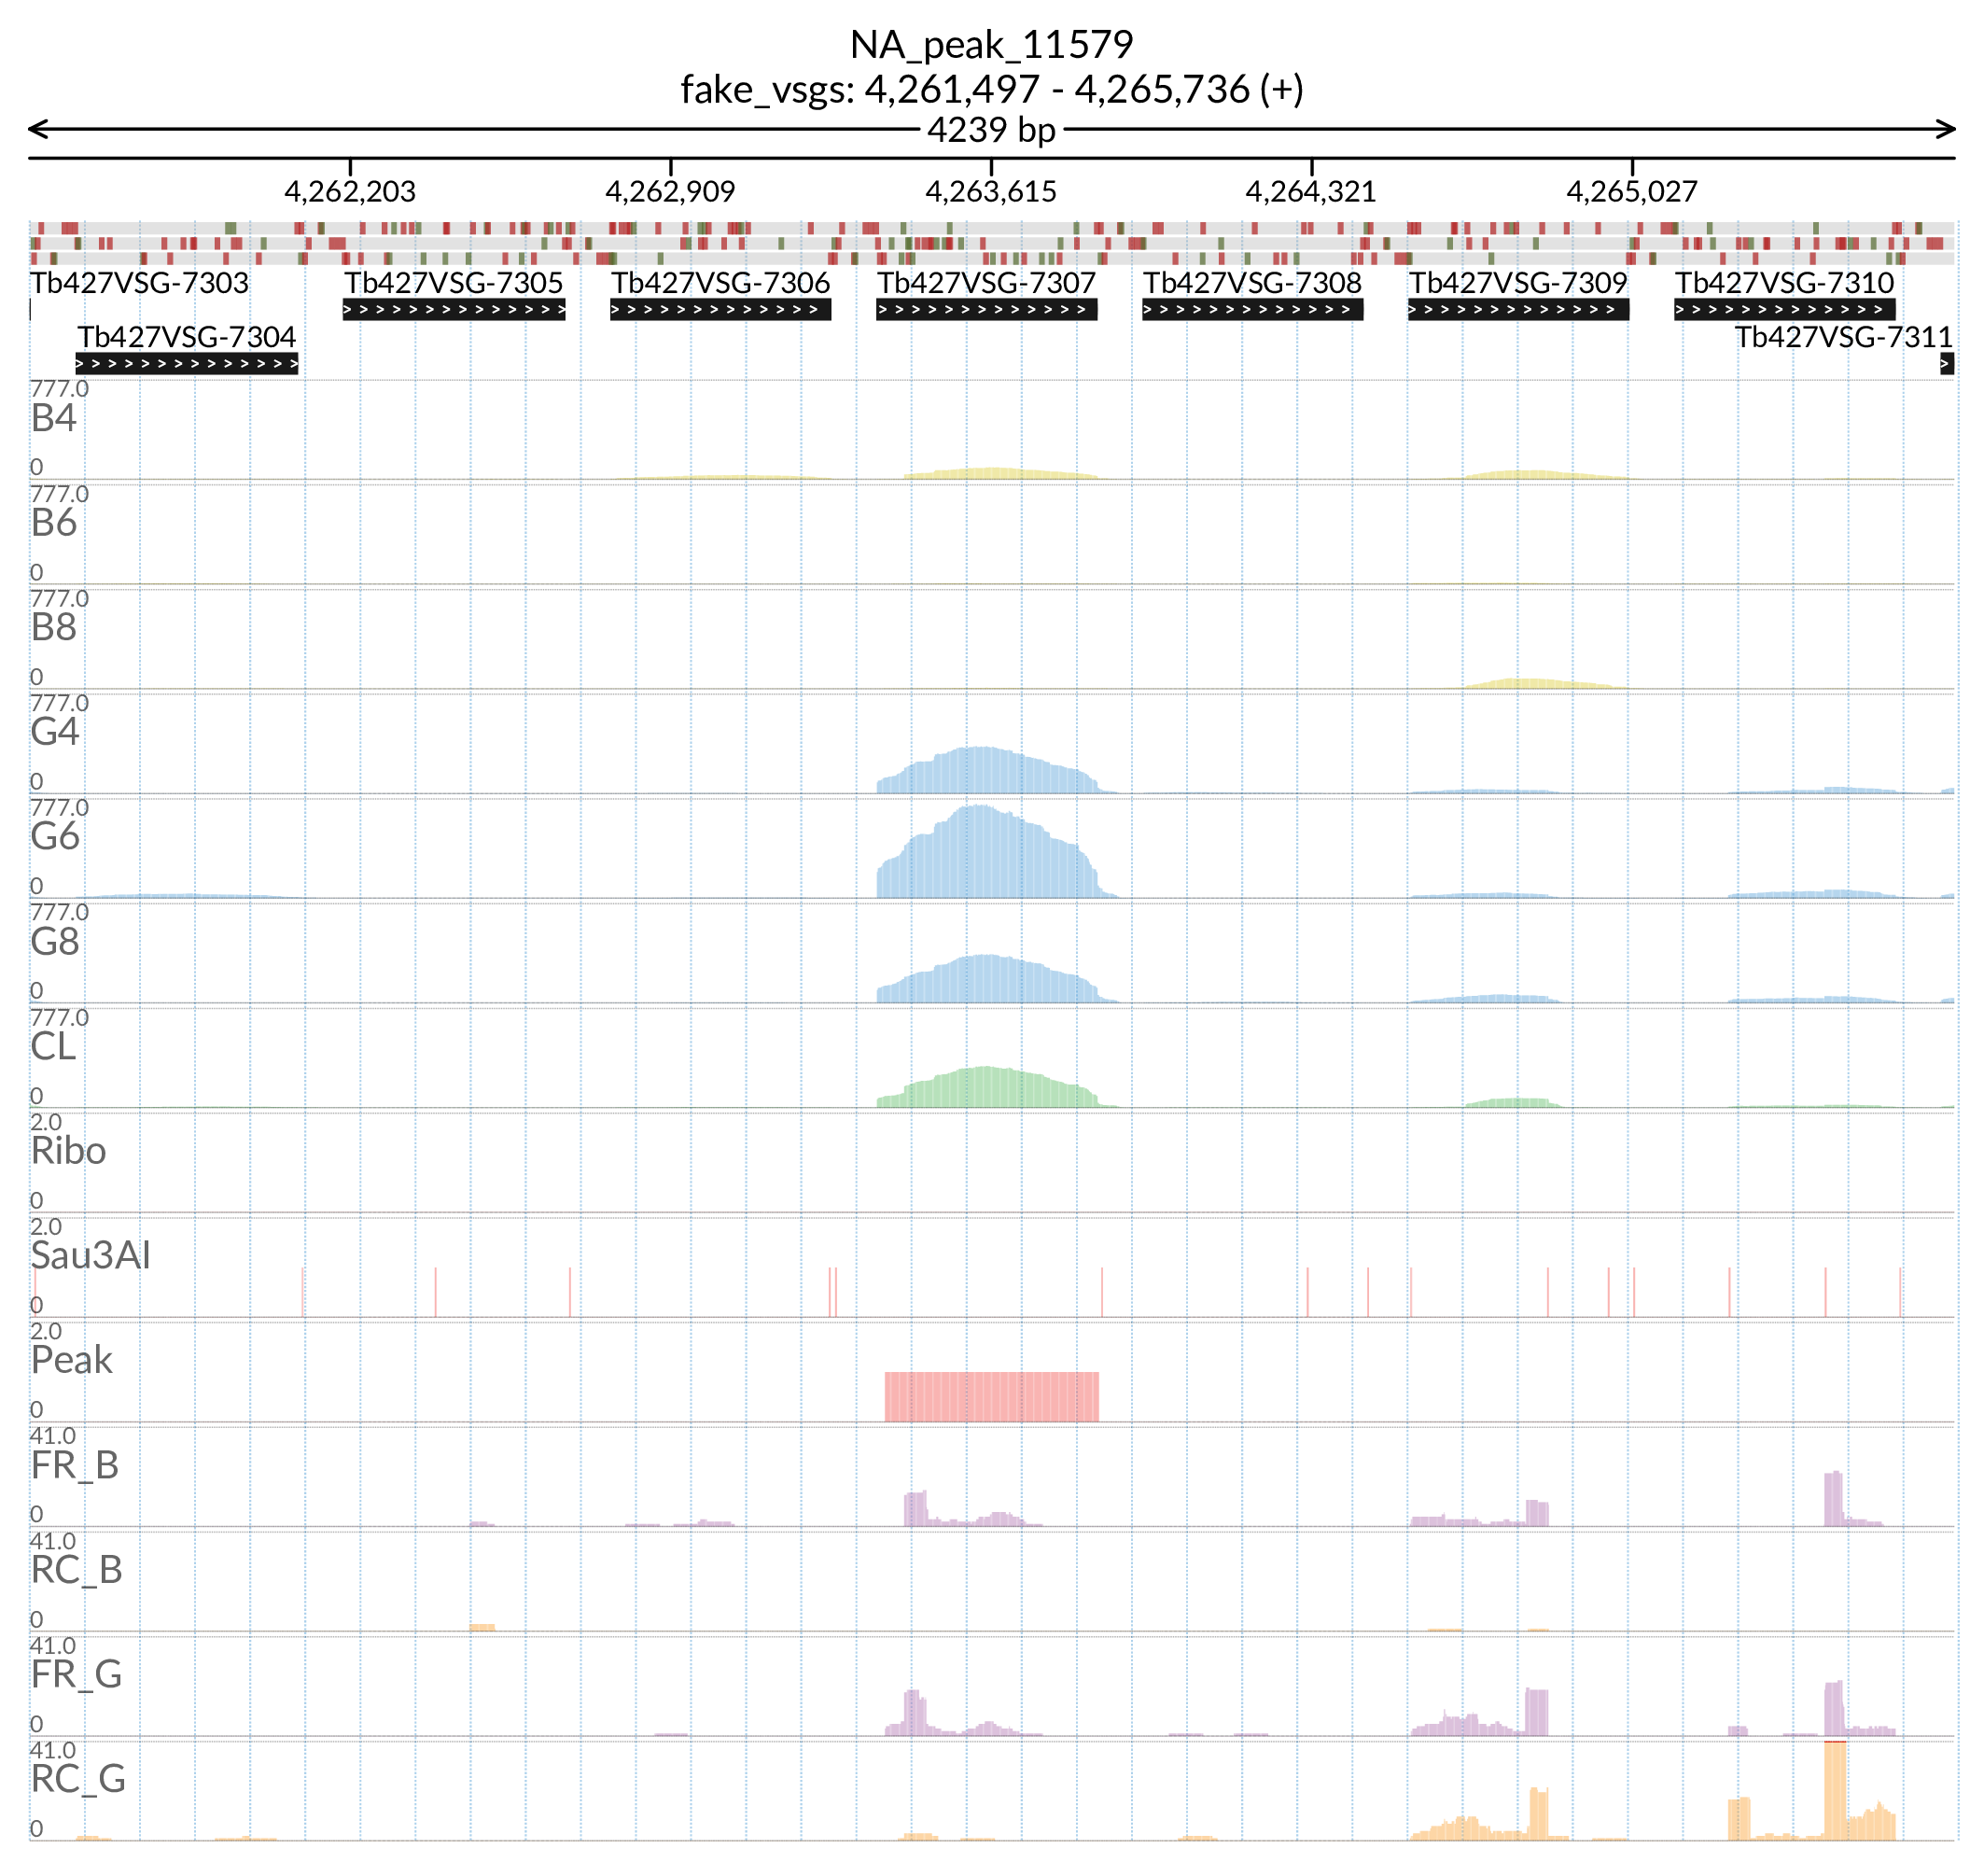 NA_peak_11579
fake_vsgs: 4,261,497 - 4,265,736 (+)
4239 bp
4,262,203 4,262,909 4,263,615 4,264,321 4,265,027
Tb427VSG-7303 Tb427VSG-7305 Tb427VSG-7306 Tb427VSG-7307 Tb427VSG-7308 Tb427VSG-7309 Tb427VSG-7310
Tb427VSG-7304 Tb427VSG-7311
777.0
B4
0
777.0
B6
0
777.0
B8
0
777.0
G4
0
777.0
G6
0
777.0
G8
0
777.0
CL
0
2.0
Ribo
0
2.0
Sau3AI
0
2.0
Peak
0
41.0
FR_B
0
41.0
RC_B
0
41.0
FR_G
0
41.0
RC_G
0